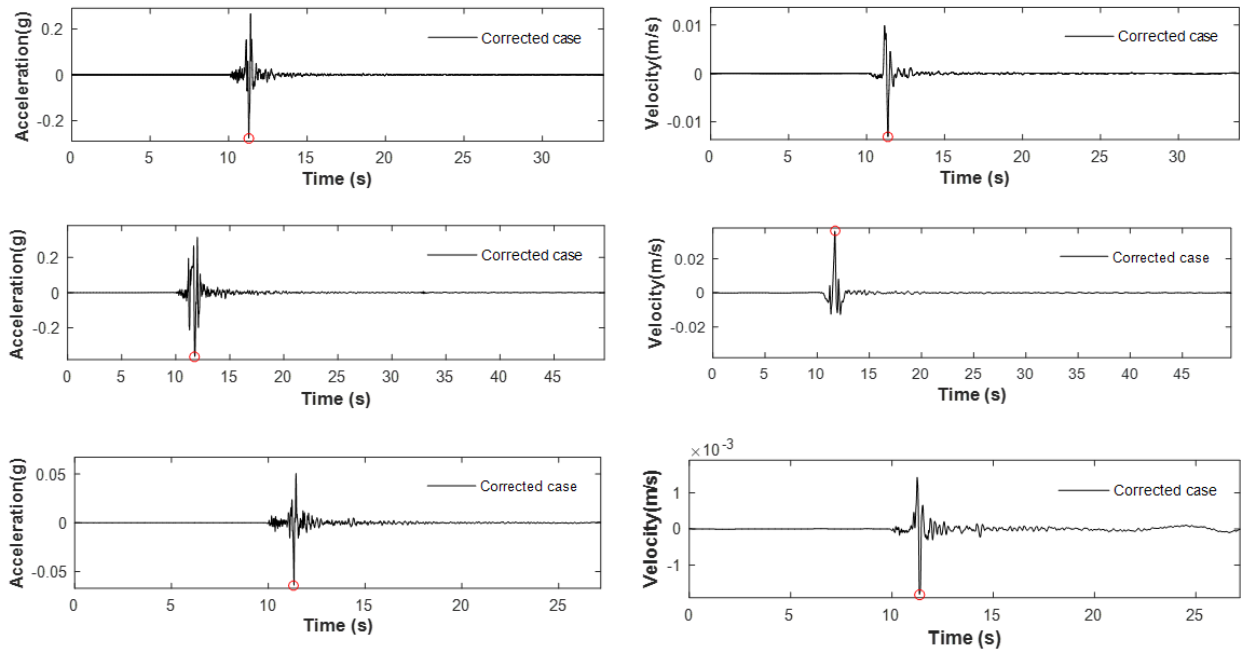 Acceleration(g)
0.2
0
-0.2
Corrected case
0 5 10 15 20 25 30
Time (s)
Velocity(m/s)
0.01
0
-0.01
Corrected case
0 5 10 15 20 25 30
Time (s)
Acceleration(g)
0.2
0
-0.2
Corrected case
0 5 10 15 20 25 30 35 40 45
Time (s)
Velocity(m/s)
0.02
0
-0.02
Corrected case
0 5 10 15 20 25 30 35 40 45
Time (s)
Acceleration(g)
0.05
0
-0.05
Corrected case
0 5 10 15 20 25
Time (s)
×10⁻³
Velocity(m/s)
1
0
-1
Corrected case
0 5 10 15 20 25
Time (s)